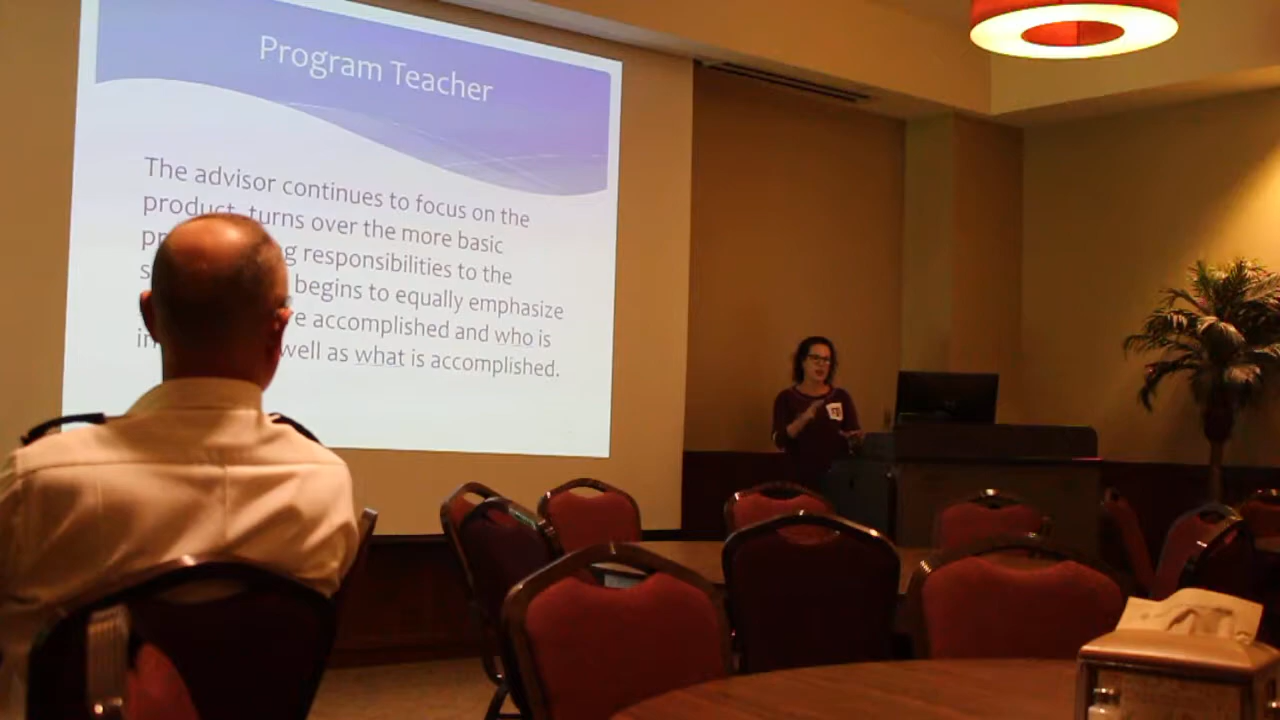 Program Teacher
The advisor continues to focus on the
product, turns over the more basic
responsibilities to the
begins to equally emphasize
accomplished and who is
well as what is accomplished.